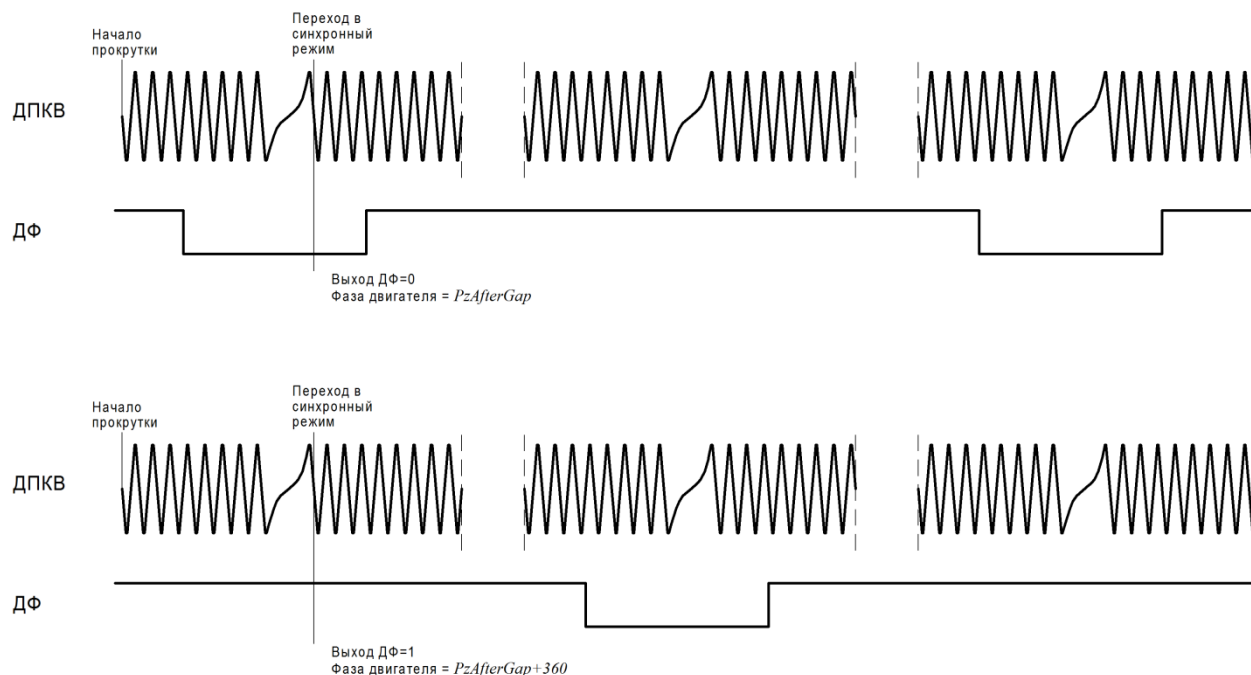 Начало
прокрутки
Переход в
синхронный
режим
ДПКВ
ДФ
Выход ДФ=0
Фаза двигателя = PzAfterGap
Начало
прокрутки
Переход в
синхронный
режим
ДПКВ
ДФ
Выход ДФ=1
Фаза двигателя = PzAfterGap+360